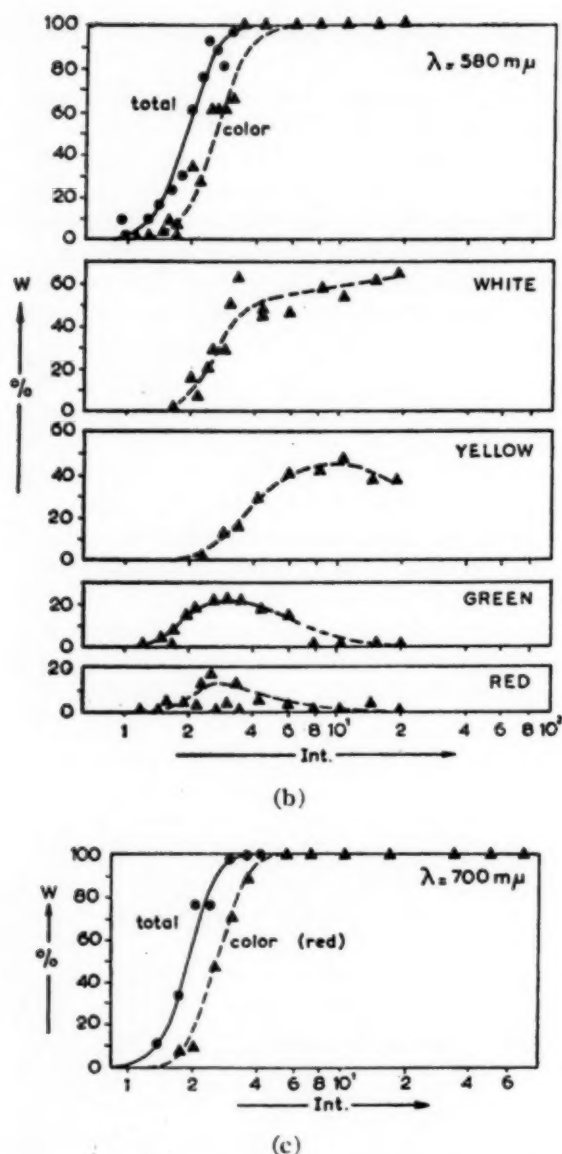 100
λ = 580 mμ
80
total
60
color
40
20
0
W
60
WHITE
40
20
0
%
60
YELLOW
40
20
0
20
GREEN
0
20
RED
0
1 2 4 6 8 10¹ 2 4 6 8 10²
Int.
(b)
100
λ = 700 mμ
W
80
total
60
color (red)
%
40
20
0
1 2 4 6 8 10¹ 2 4 6
Int.
(c)